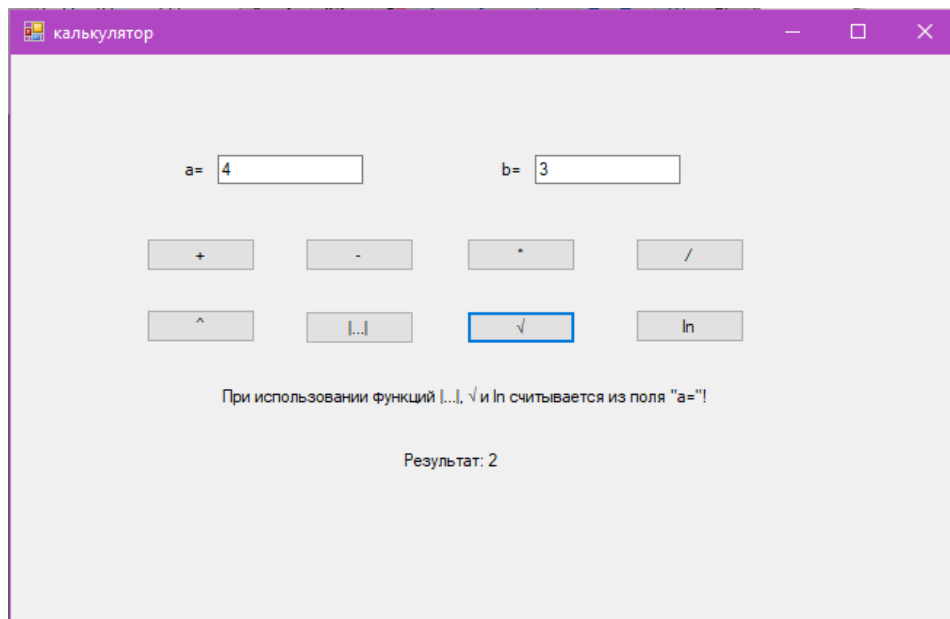 калькулятор
a= 4 b= 3
+ - * /
^ |...| √ ln
При использовании функций |...|, √ и ln считывается из поля "a="!
Результат: 2